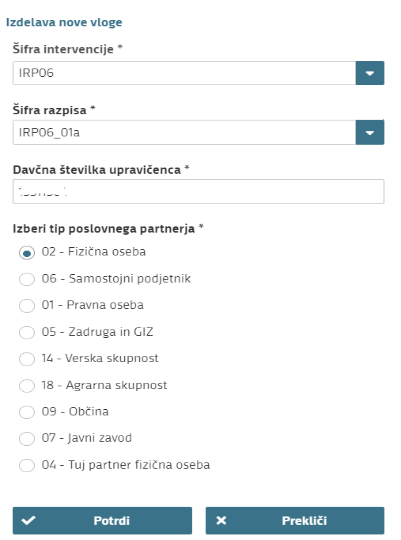 Izdelava nove vloge
Šifra intervencije *
IRP06
Šifra razpisa *
IRP06_01a
Davčna številka upravičenca *
Izberi tip poslovnega partnerja *
02 - Fizična oseba
06 - Samostojni podjetnik
01 - Pravna oseba
05 - Zadruga in GIZ
14 - Verska skupnost
18 - Agrarna skupnost
09 - Občina
07 - Javni zavod
04 - Tuj partner fizična oseba
Potrdi
Prekliči